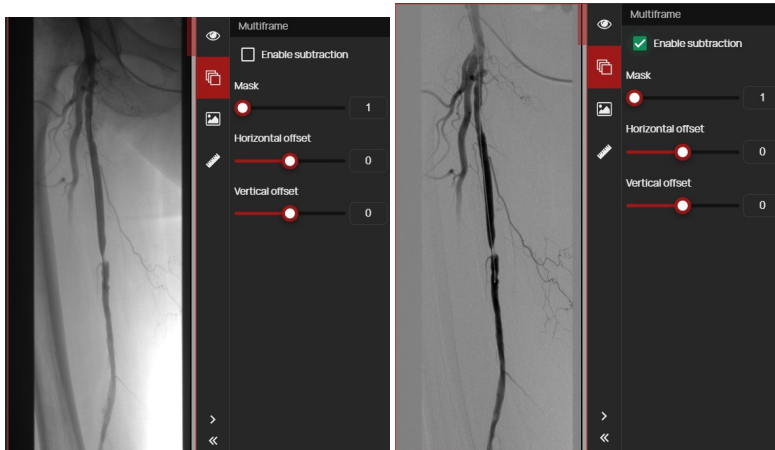 Multiframe
Enable subtraction
Mask
1
Horizontal offset
0
Vertical offset
0
Multiframe
Enable subtraction
Mask
1
Horizontal offset
0
Vertical offset
0